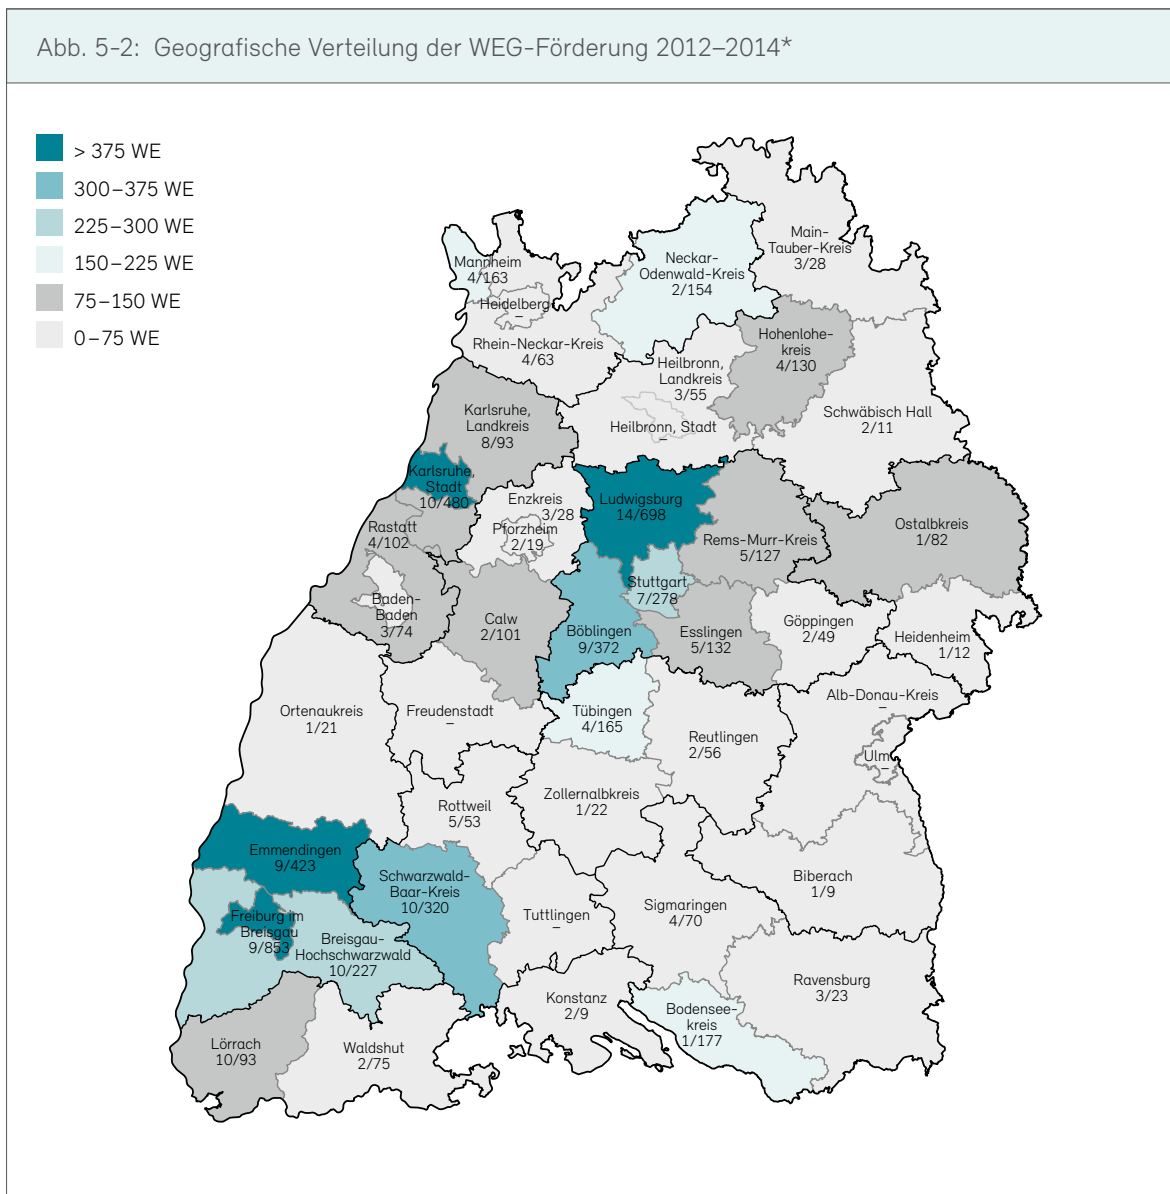 Abb. 5-2: Geografische Verteilung der WEG-Förderung 2012–2014*
> 375 WE
300–375 WE
225–300 WE
150–225 WE
75–150 WE
0–75 WE
Main-
Tauber-Kreis
3/28
Neckar-
Odenwald-Kreis
2/154
Mannheim
4/163
Heidelberg
–
Rhein-Neckar-Kreis
4/63
Hohenlohe-
kreis
4/130
Heilbronn,
Landkreis
3/55
Heilbronn, Stadt
–
Schwäbisch Hall
2/11
Karlsruhe,
Landkreis
8/93
Karlsruhe,
Stadt
10/480
Enzkreis
3/28
Pforzheim
2/19
Ludwigsburg
14/698
Rems-Murr-Kreis
5/127
Ostalbkreis
1/82
Rastatt
4/102
Baden-
Baden
3/74
Calw
2/101
Stuttgart
7/278
Böblingen
9/372
Esslingen
5/132
Göppingen
2/49
Heidenheim
1/12
Ortenaukreis
1/21
Freudenstadt
–
Tübingen
4/165
Reutlingen
2/56
Alb-Donau-Kreis
–
Ulm
–
Rottweil
5/53
Zollernalbkreis
1/22
Emmendingen
9/423
Schwarzwald-
Baar-Kreis
10/320
Tuttlingen
–
Sigmaringen
4/70
Biberach
1/9
Freiburg im
Breisgau
9/853
Breisgau-
Hochschwarzwald
10/227
Konstanz
2/9
Bodensee-
kreis
1/177
Ravensburg
3/23
Lörrach
10/93
Waldshut
2/75